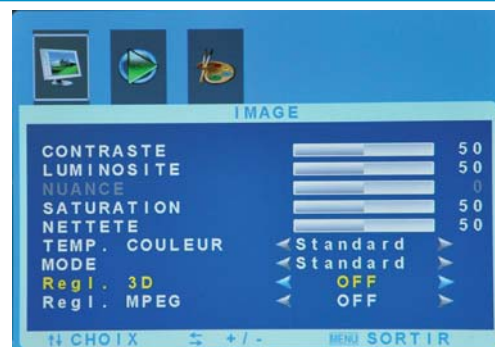 IMAGE
CONTRASTE 50
LUMINOSITE 50
NUANCE 0
SATURATION 50
NETTETE 50
TEMP. COULEUR Standard
MODE Standard
Regl. 3D OFF
Regl. MPEG OFF
CHOIX + / - MENU SORTIR